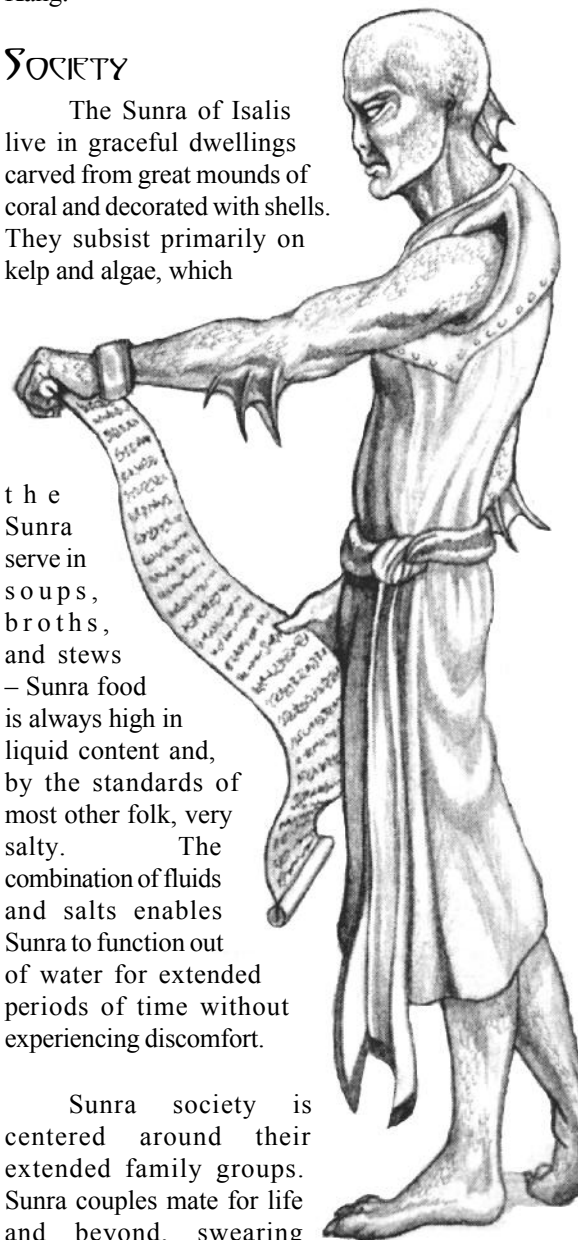 SOCIETY
The Sunra of Isalis
live in graceful dwellings
carved from great mounds of
coral and decorated with shells.
They subsist primarily on
kelp and algae, which
the
Sunra
serve in
soups,
broths,
and stews
– Sunra food
is always high in
liquid content and,
by the standards of
most other folk, very
salty. The
combination of fluids
and salts enables
Sunra to function out
of water for extended
periods of time without
experiencing discomfort.
Sunra society is
centered around their
extended family groups.
Sunra couples mate for life
and beyond, swearing